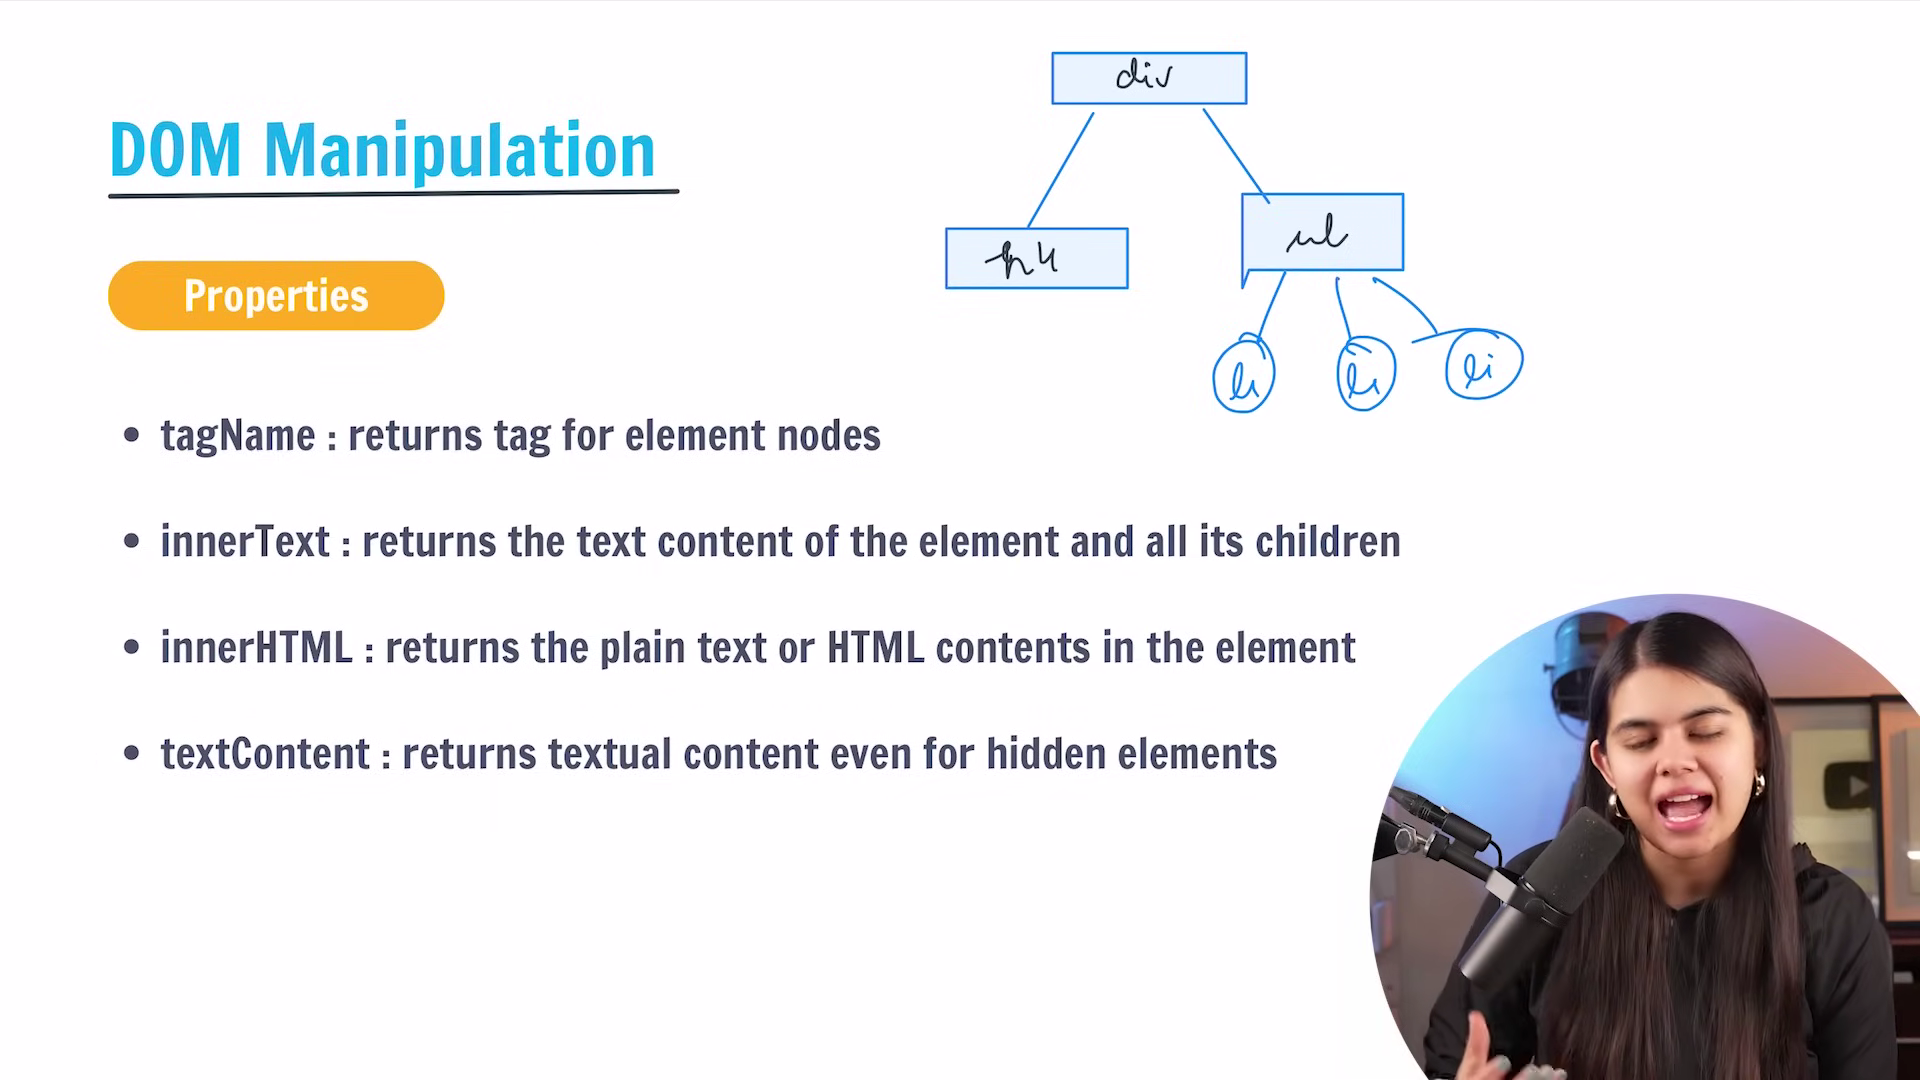 DOM Manipulation
Properties
div
h4
ul
li
li
li
• tagName : returns tag for element nodes
• innerText : returns the text content of the element and all its children
• innerHTML : returns the plain text or HTML contents in the element
• textContent : returns textual content even for hidden elements